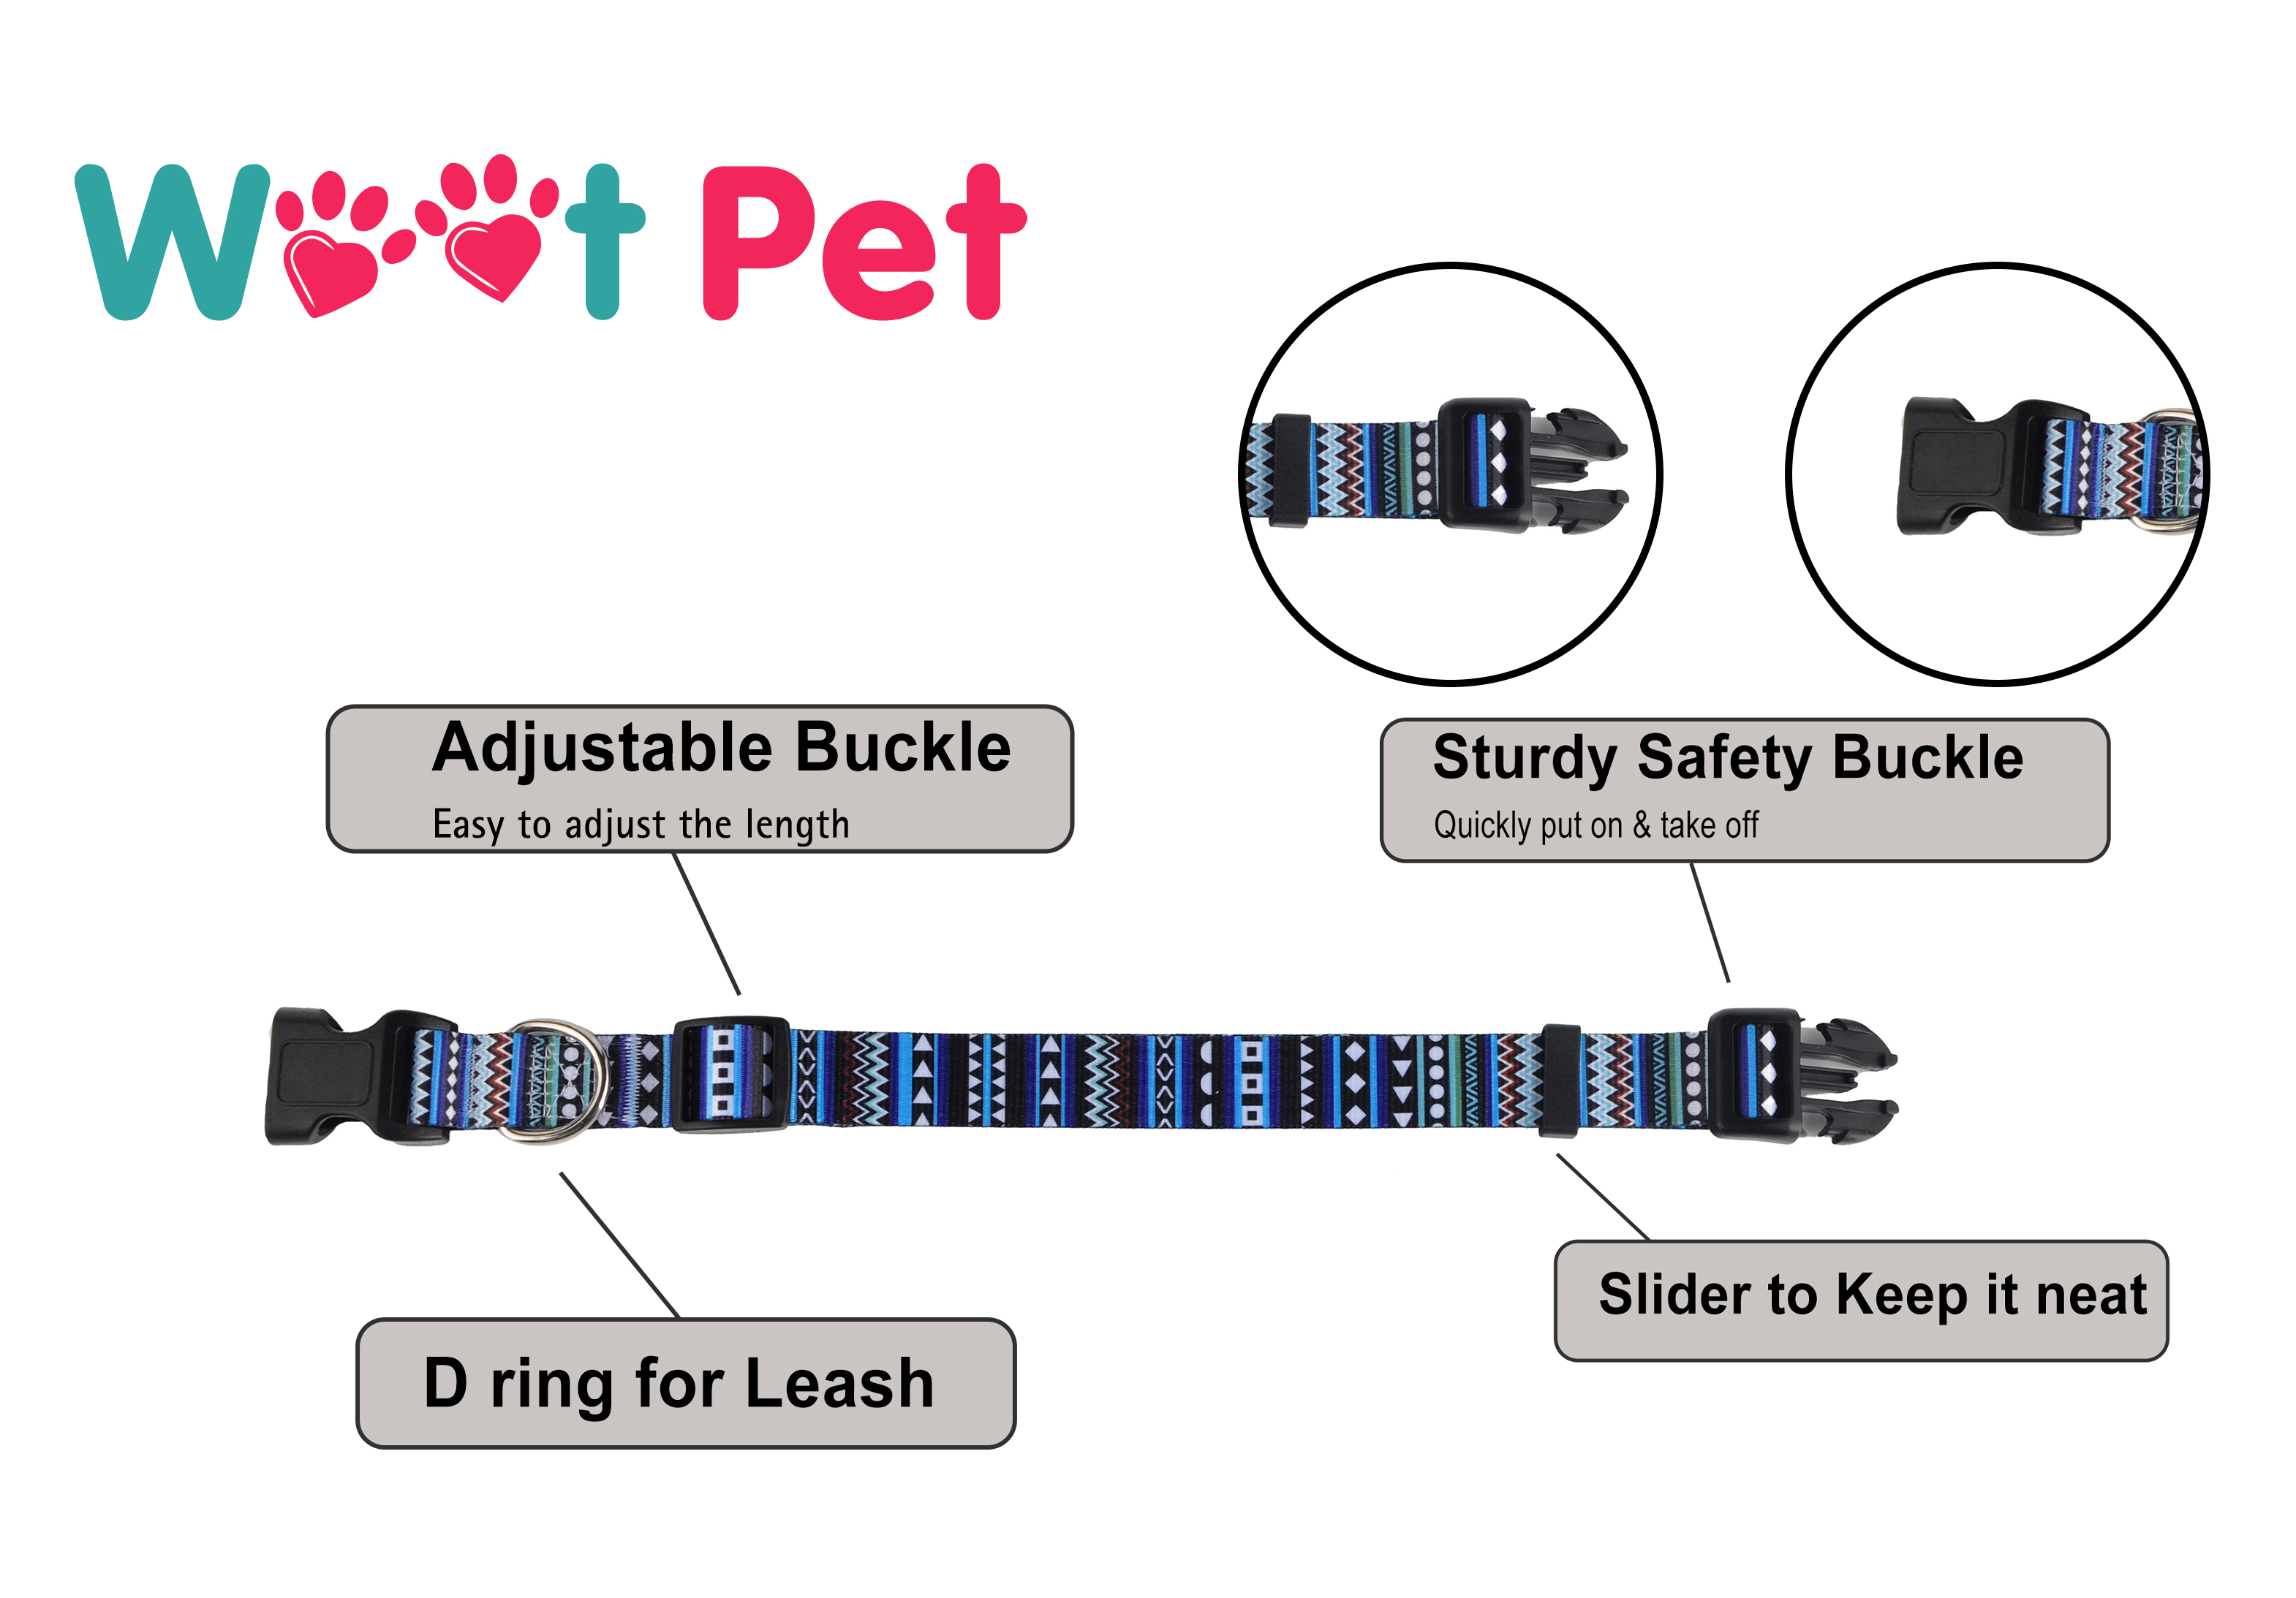 Woot Pet
Adjustable Buckle
Easy to adjust the length
Sturdy Safety Buckle
Quickly put on & take off
Slider to Keep it neat
D ring for Leash